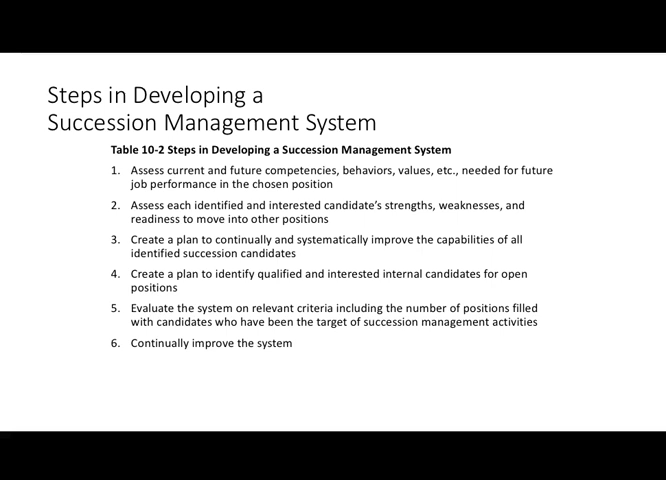 Steps in Developing a
Succession Management System
Table 10-2 Steps in Developing a Succession Management System
1. Assess current and future competencies, behaviors, values, etc., needed for future
job performance in the chosen position
2. Assess each identified and interested candidate's strengths, weaknesses, and
readiness to move into other positions
3. Create a plan to continually and systematically improve the capabilities of all
identified succession candidates
4. Create a plan to identify qualified and interested internal candidates for open
positions
5. Evaluate the system on relevant criteria including the number of positions filled
with candidates who have been the target of succession management activities
6. Continually improve the system